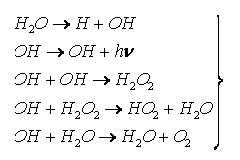 H₂O → H + OH
OH → OH + hν
OH + OH → H₂O₂
OH + H₂O₂ → HO₂ + H₂O
OH + H₂O → H₂O + O₂